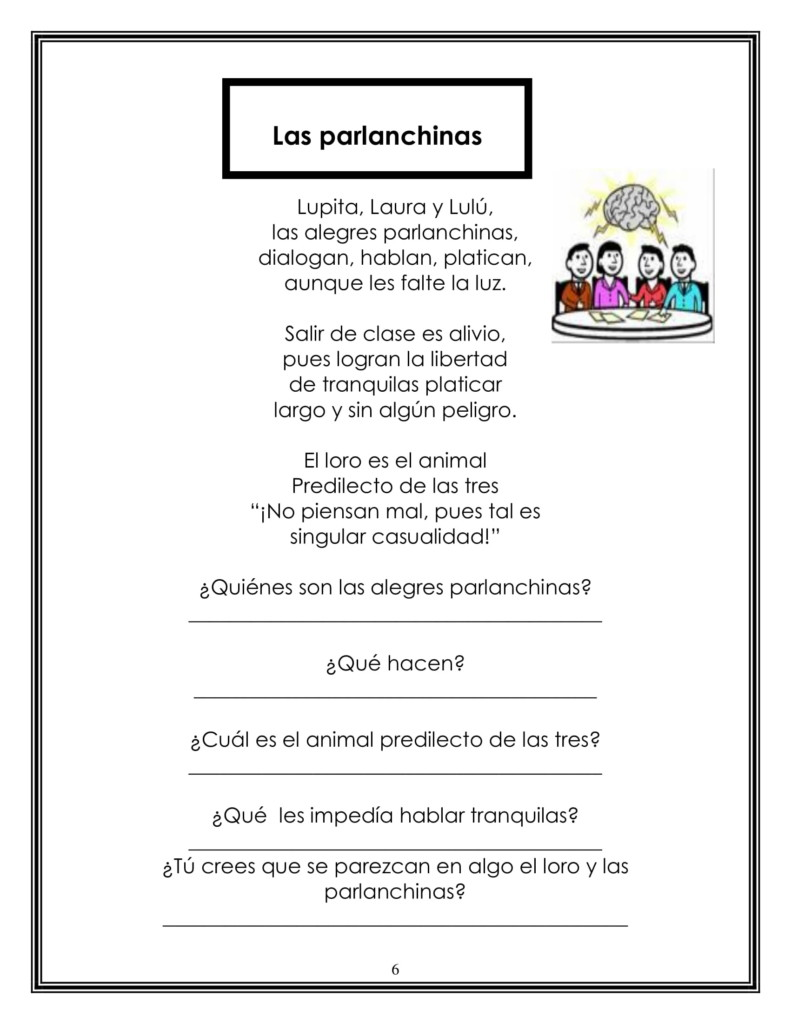 Las parlanchinas
Lupita, Laura y Lulú,
las alegres parlanchinas,
dialogan, hablan, platican,
aunque les falte la luz.
Salir de clase es alivio,
pues logran la libertad
de tranquilas platicar
largo y sin algún peligro.
El loro es el animal
Predilecto de las tres
“¡No piensan mal, pues tal es
singular casualidad!”
¿Quiénes son las alegres parlanchinas?
¿Qué hacen?
¿Cuál es el animal predilecto de las tres?
¿Qué  les impedía hablar tranquilas?
¿Tú crees que se parezcan en algo el loro y las
parlanchinas?
6